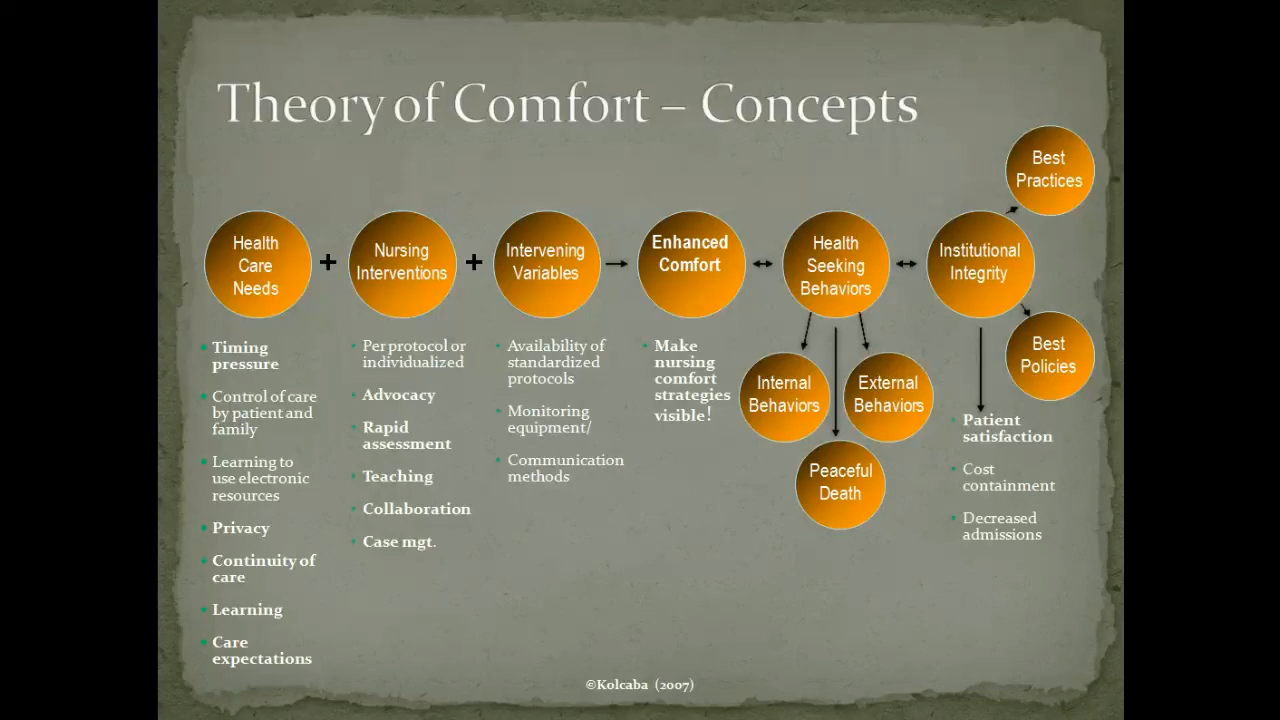 Theory of Comfort – Concepts
Best
Practices
Health
Care
Needs
+
Nursing
Interventions
+
Intervening
Variables
Enhanced
Comfort
Health
Seeking
Behaviors
Institutional
Integrity
Best
Policies
Internal
Behaviors
External
Behaviors
Peaceful
Death
• Timing
pressure
• Control of care
by patient and
family
• Learning to
use electronic
resources
• Privacy
• Continuity of
care
• Learning
• Care
expectations
• Per protocol or
individualized
• Advocacy
• Rapid
assessment
• Teaching
• Collaboration
• Case mgt.
• Availability of
standardized
protocols
• Monitoring
equipment/
• Communication
methods
• Make
nursing
comfort
strategies
visible!
• Patient
satisfaction
• Cost
containment
• Decreased
admissions
©Kolcaba (2007)